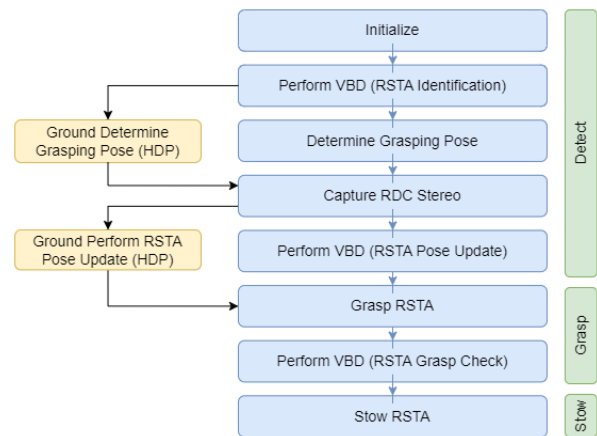 Initialize
Perform VBD (RSTA Identification)
Ground Determine
Grasping Pose (HDP)
Determine Grasping Pose
Capture RDC Stereo
Ground Perform RSTA
Pose Update (HDP)
Perform VBD (RSTA Pose Update)
Grasp RSTA
Perform VBD (RSTA Grasp Check)
Stow RSTA
Detect
Grasp
Stow